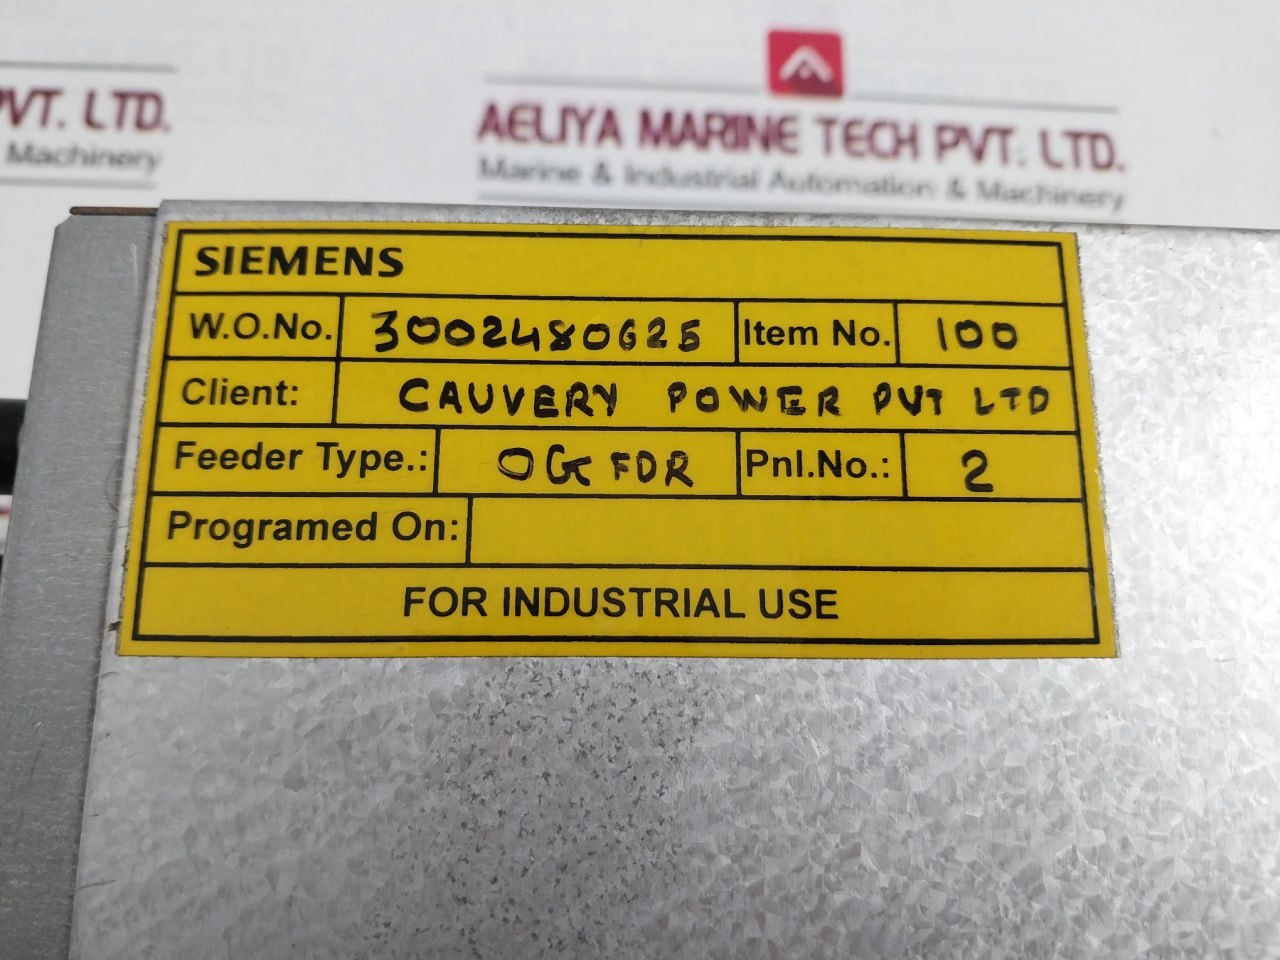 PVT. LTD.
Machinery
AELIYA MARINE TECH PVT. LTD.
Marine & Industrial Automation & Machinery
SIEMENS
W.O.No. 3002480625 Item No. 100
Client: CAUVERY POWER PVT LTD
Feeder Type.: OG FDR Pnl.No.: 2
Programed On:
FOR INDUSTRIAL USE